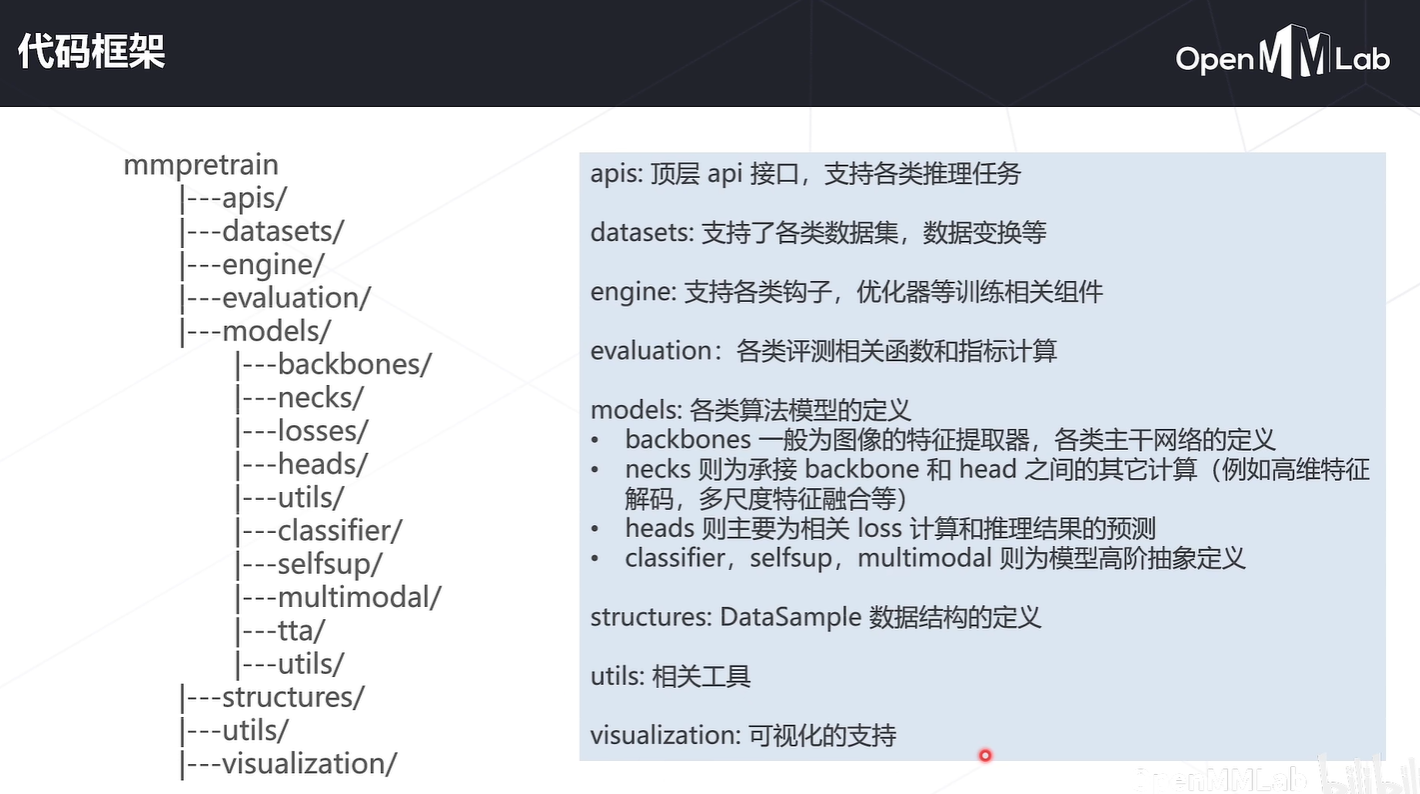 代码框架
OpenMMLab
mmpretrain
|---apis/
|---datasets/
|---engine/
|---evaluation/
|---models/
|---backbones/
|---necks/
|---losses/
|---heads/
|---utils/
|---classifier/
|---selfsup/
|---multimodal/
|---tta/
|---utils/
|---structures/
|---utils/
|---visualization/
apis: 顶层 api 接口，支持各类推理任务
datasets: 支持了各类数据集，数据变换等
engine: 支持各类钩子，优化器等训练相关组件
evaluation：各类评测相关函数和指标计算
models: 各类算法模型的定义
• backbones 一般为图像的特征提取器，各类主干网络的定义
• necks 则为承接 backbone 和 head 之间的其它计算（例如高维特征
解码，多尺度特征融合等）
• heads 则主要为相关 loss 计算和推理结果的预测
• classifier，selfsup，multimodal 则为模型高阶抽象定义
structures: DataSample 数据结构的定义
utils: 相关工具
visualization: 可视化的支持
OpenMMLab bilibili